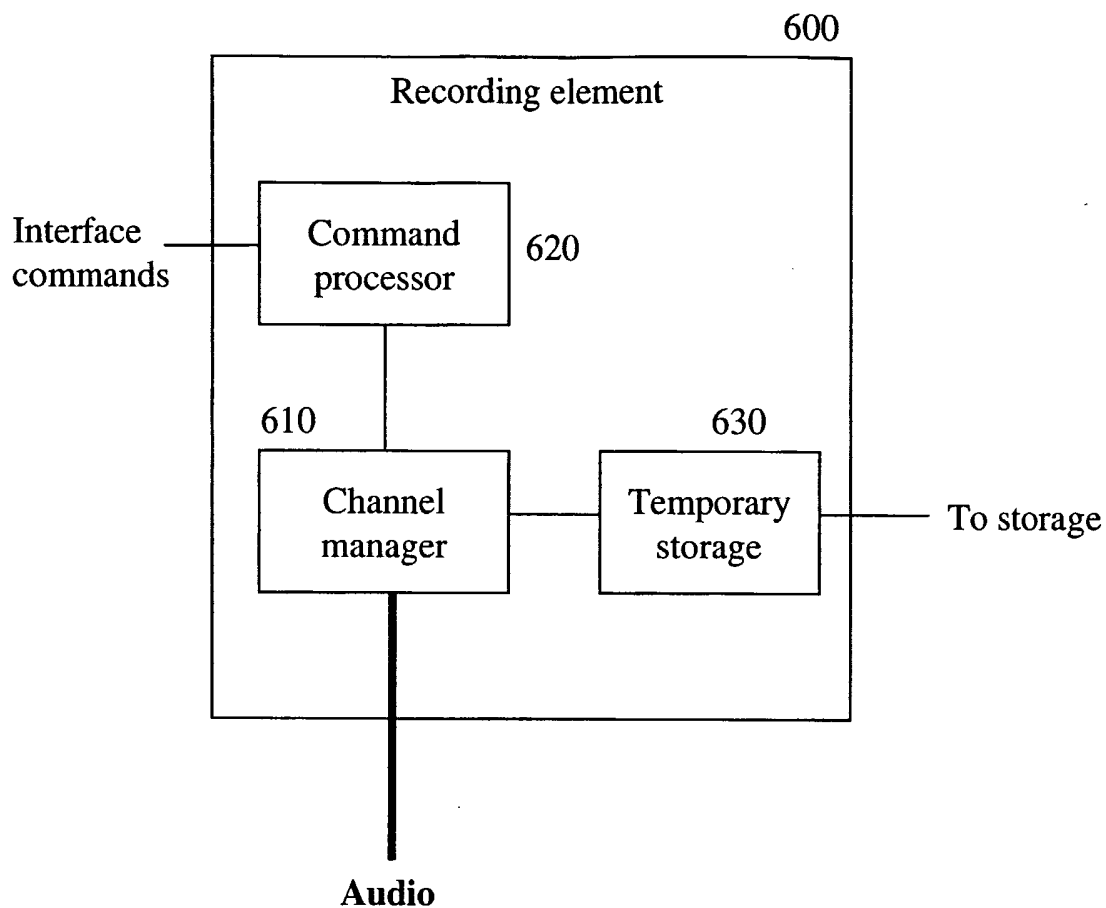 600
Recording element
Interface
commands
Command
processor
620
610
630
Channel
manager
Temporary
storage
To storage
Audio